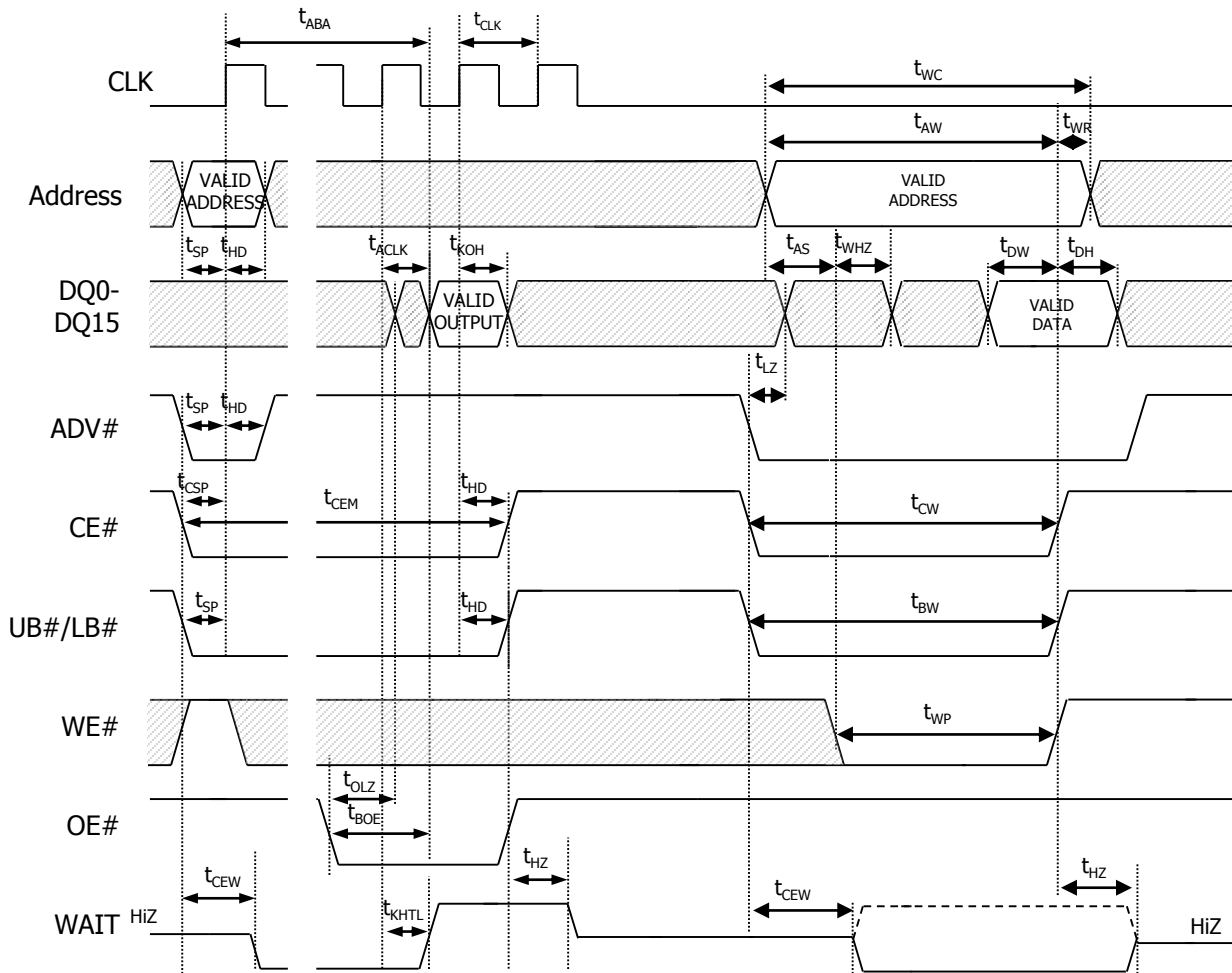 tABA
tCLK
CLK
tWC
tAW
tWR
Address
VALID
ADDRESS
VALID
ADDRESS
tSP
tHD
tACLK
tKOH
tAS
tWHZ
tDW
tDH
DQ0-
DQ15
VALID
OUTPUT
VALID
DATA
tLZ
ADV#
tSP
tHD
CE#
tCSP
tCEM
tHD
tCW
UB#/LB#
tSP
tHD
tBW
WE#
tWP
OE#
tOLZ
tBOE
tHZ
tHZ
tCEW
tKHTL
tCEW
WAIT
HiZ
HiZ